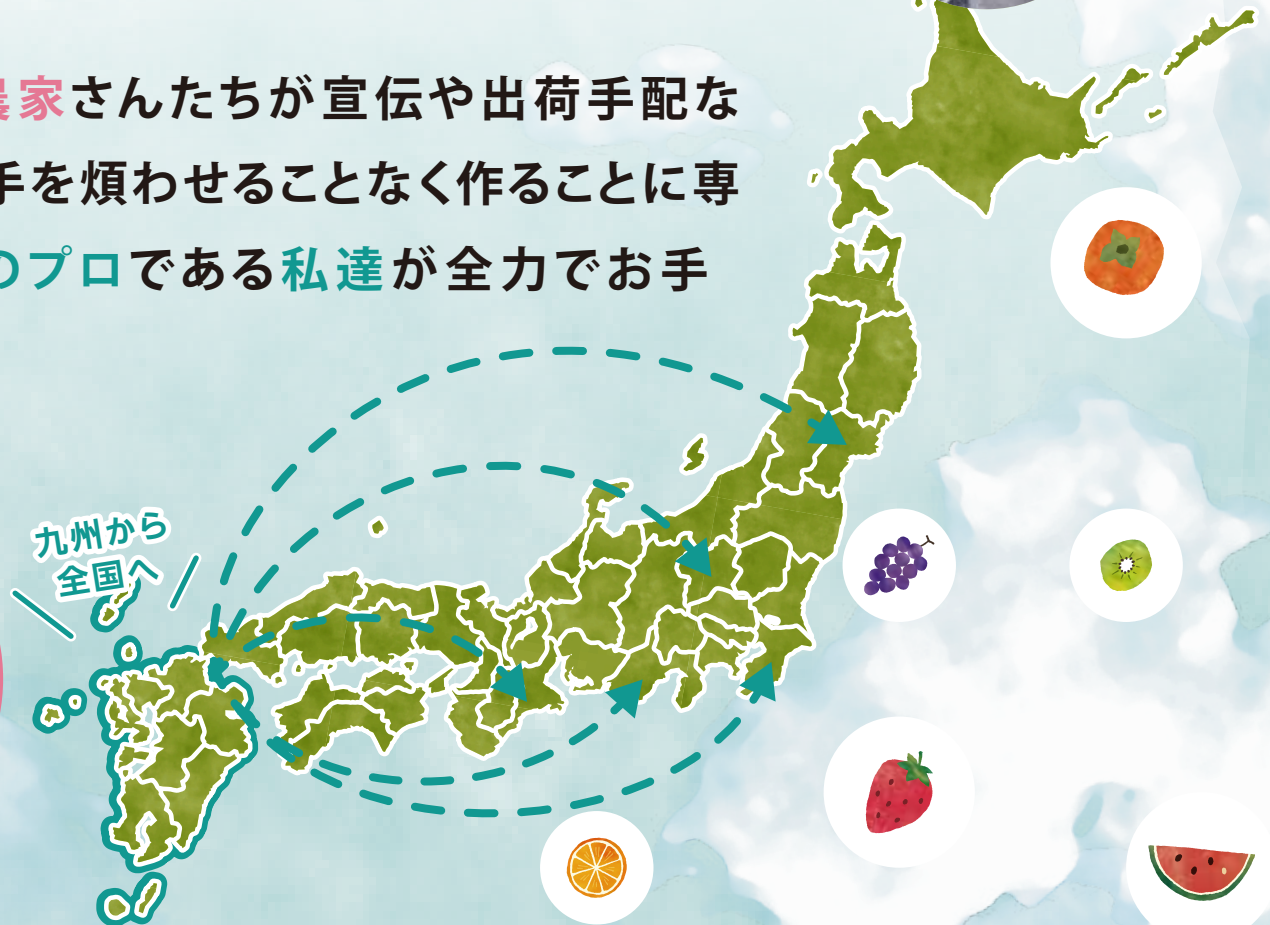 家さんたちが宣伝や出荷手配な
手を煩わせることなく作ることに専
のプロである私達が全力でお手
九州から
全国へ